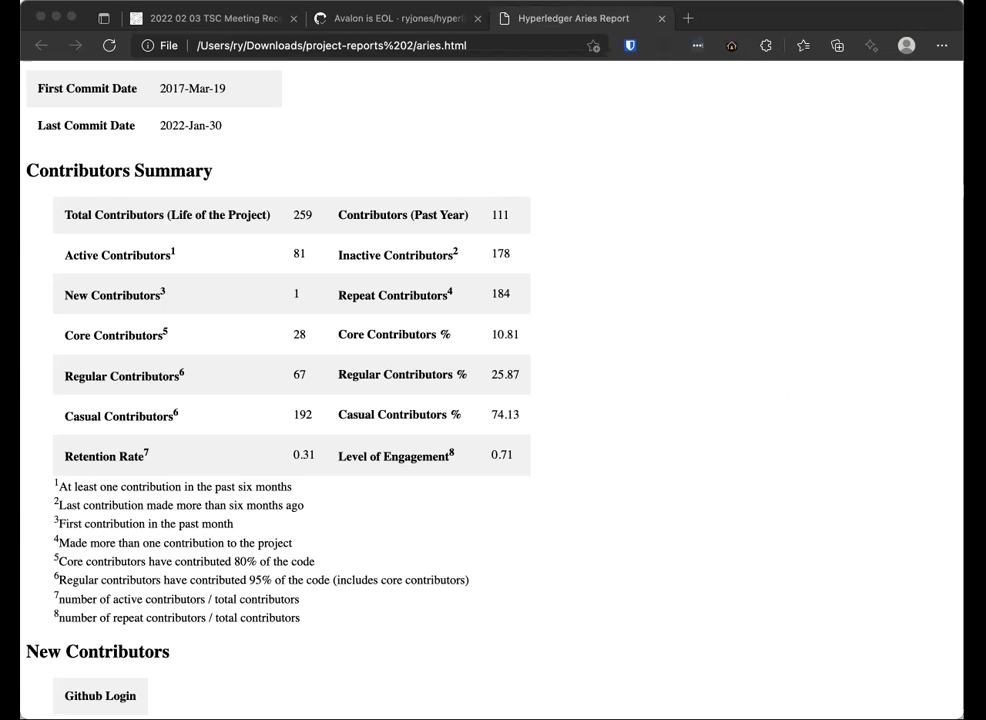 2022 02 03 TSC Meeting Rec
Avalon is EOL · ryjones/hyperl
Hyperledger Aries Report
File /Users/ry/Downloads/project-reports%202/aries.html
First Commit Date 2017-Mar-19
Last Commit Date 2022-Jan-30
Contributors Summary
Total Contributors (Life of the Project) 259 Contributors (Past Year) 111
Active Contributors1 81 Inactive Contributors2 178
New Contributors3 1 Repeat Contributors4 184
Core Contributors5 28 Core Contributors % 10.81
Regular Contributors6 67 Regular Contributors % 25.87
Casual Contributors6 192 Casual Contributors % 74.13
Retention Rate7 0.31 Level of Engagement8 0.71
1At least one contribution in the past six months
2Last contribution made more than six months ago
3First contribution in the past month
4Made more than one contribution to the project
5Core contributors have contributed 80% of the code
6Regular contributors have contributed 95% of the code (includes core contributors)
7number of active contributors / total contributors
8number of repeat contributors / total contributors
New Contributors
Github Login